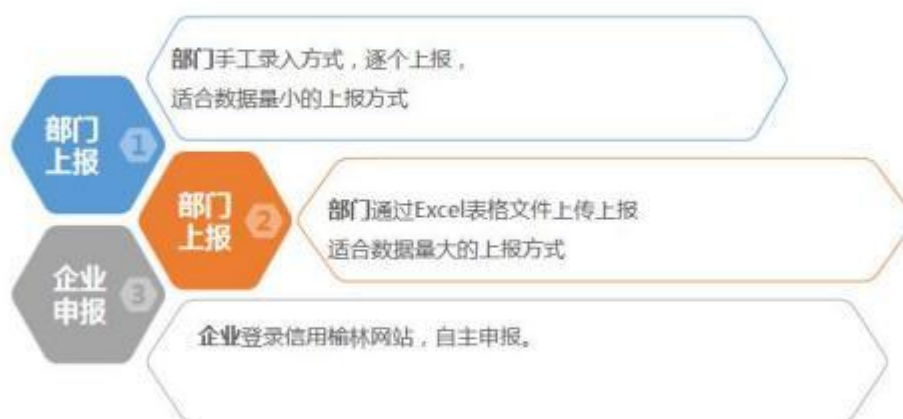 部门手工录入方式，逐个上报，
适合数据量小的上报方式
部门
上报
1
部门
上报
2
部门通过Excel表格文件上传上报
适合数据量大的上报方式
企业
申报
3
企业登录信用榆林网站，自主申报。